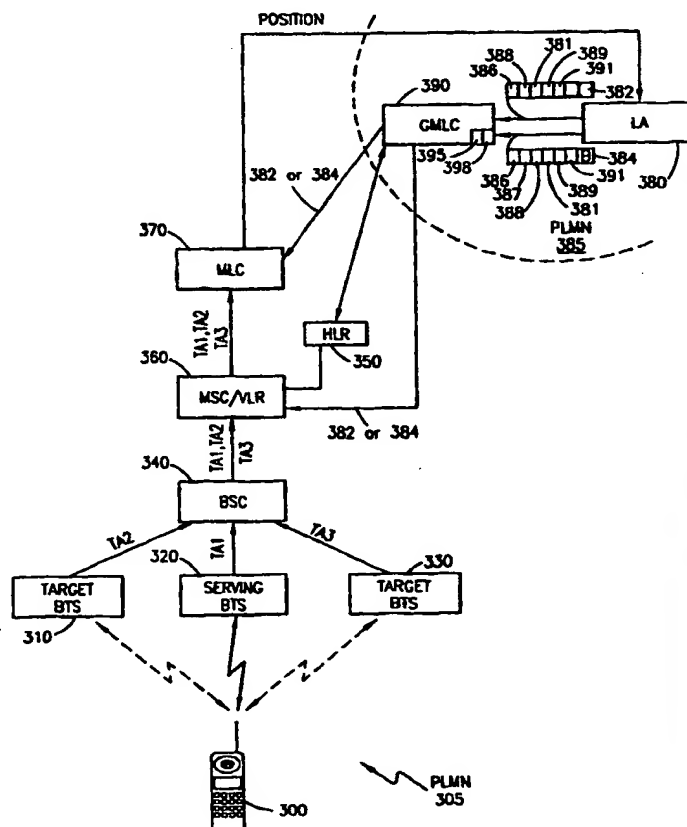 POSITION
388 381 389
386 391
382
390
GMLC
LA
395
398
384
386 391
387 389
388 381
380
PLMN
385
382 or 384
370
MLC
TA1,TA2
TA3
HLR
350
360
MSC/VLR
382 or 384
TA1,TA2
TA3
340
BSC
TA2
TA1
TA3
320
330
TARGET
BTS
SERVING
BTS
TARGET
BTS
310
300
PLMN
305